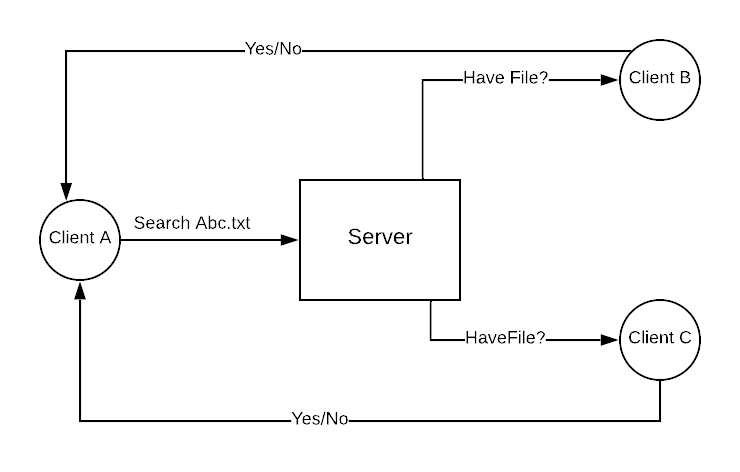 Yes/No
Have File?
Client B
Search Abc.txt
Client A
Server
HaveFile?
Client C
Yes/No